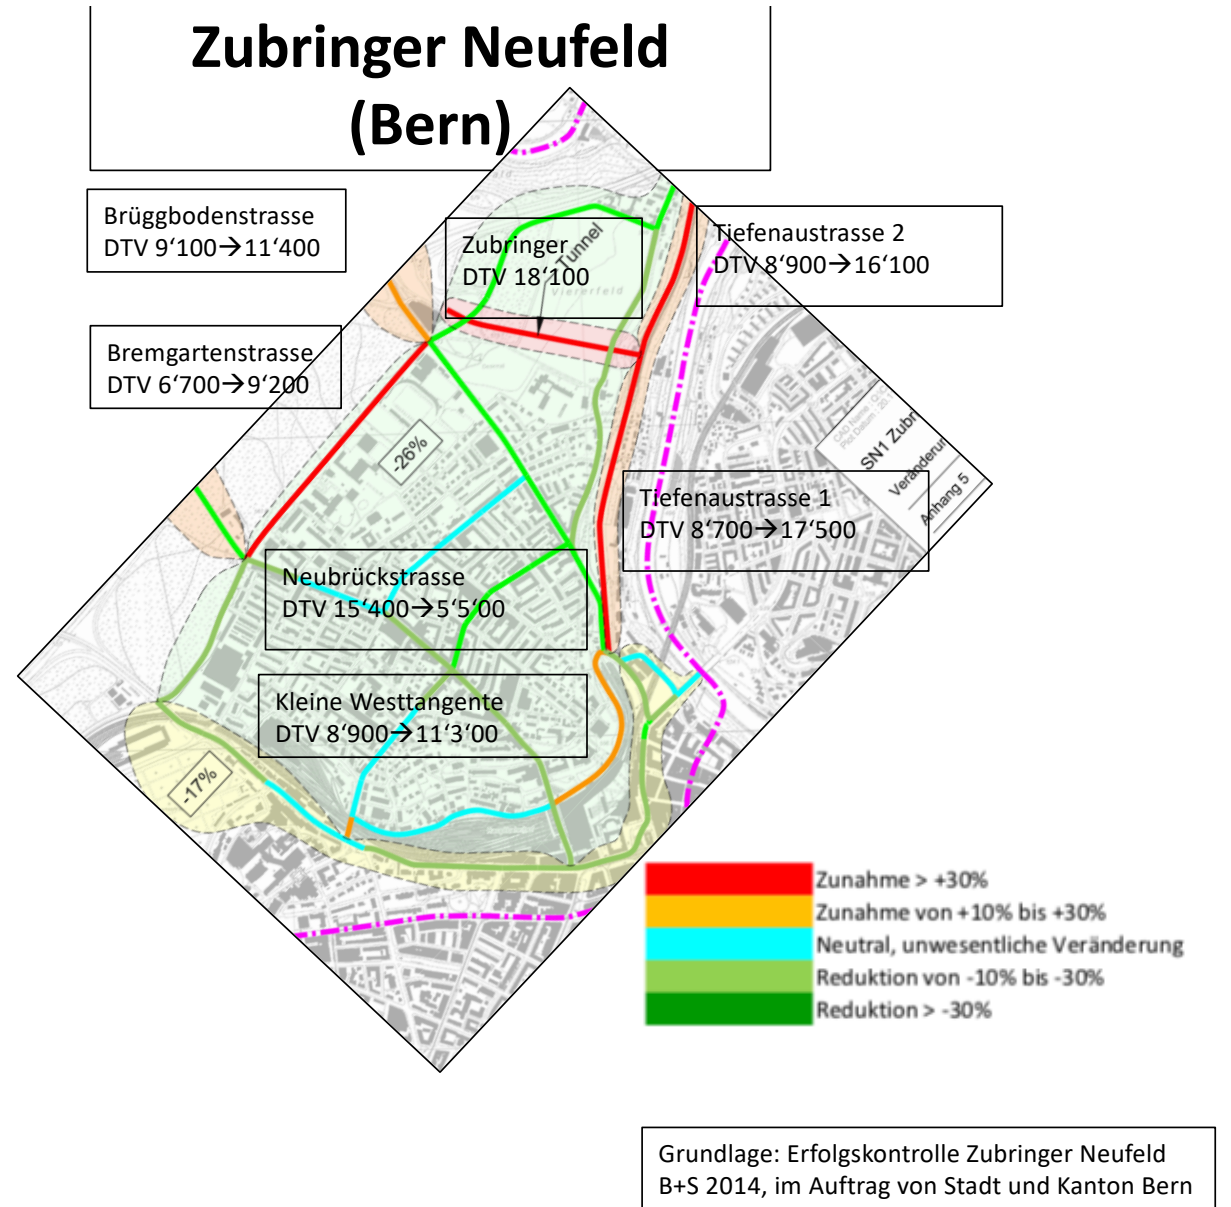 Zubringer Neufeld
(Bern)
Brüggbodenstrasse
DTV 9‘100→11‘400
Zubringer
DTV 18‘100
Tunnel
Viererfeld
Tiefenaustrasse 2
DTV 8‘900→16‘100
Bremgartenstrasse
DTV 6‘700→9‘200
-26%
SN1 Zubr
Veränderur
Anhang 5
Tiefenaustrasse 1
DTV 8‘700→17‘500
Neubrückstrasse
DTV 15‘400→5‘5‘00
Kleine Westtangente
DTV 8‘900→11‘3‘00
-17%
Zunahme > +30%
Zunahme von +10% bis +30%
Neutral, unwesentliche Veränderung
Reduktion von -10% bis -30%
Reduktion > -30%
Grundlage: Erfolgskontrolle Zubringer Neufeld
B+S 2014, im Auftrag von Stadt und Kanton Bern